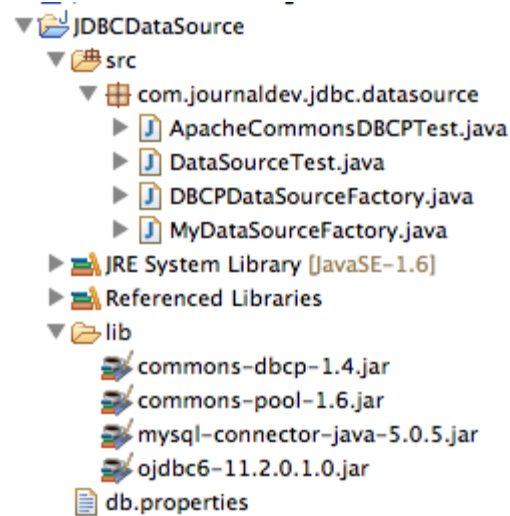 JDBCDataSource
src
com.journaldev.jdbc.datasource
ApacheCommonsDBCPTest.java
DataSourceTest.java
DBCPDataSourceFactory.java
MyDataSourceFactory.java
JRE System Library [JavaSE-1.6]
Referenced Libraries
lib
commons-dbcp-1.4.jar
commons-pool-1.6.jar
mysql-connector-java-5.0.5.jar
ojdbc6-11.2.0.1.0.jar
db.properties